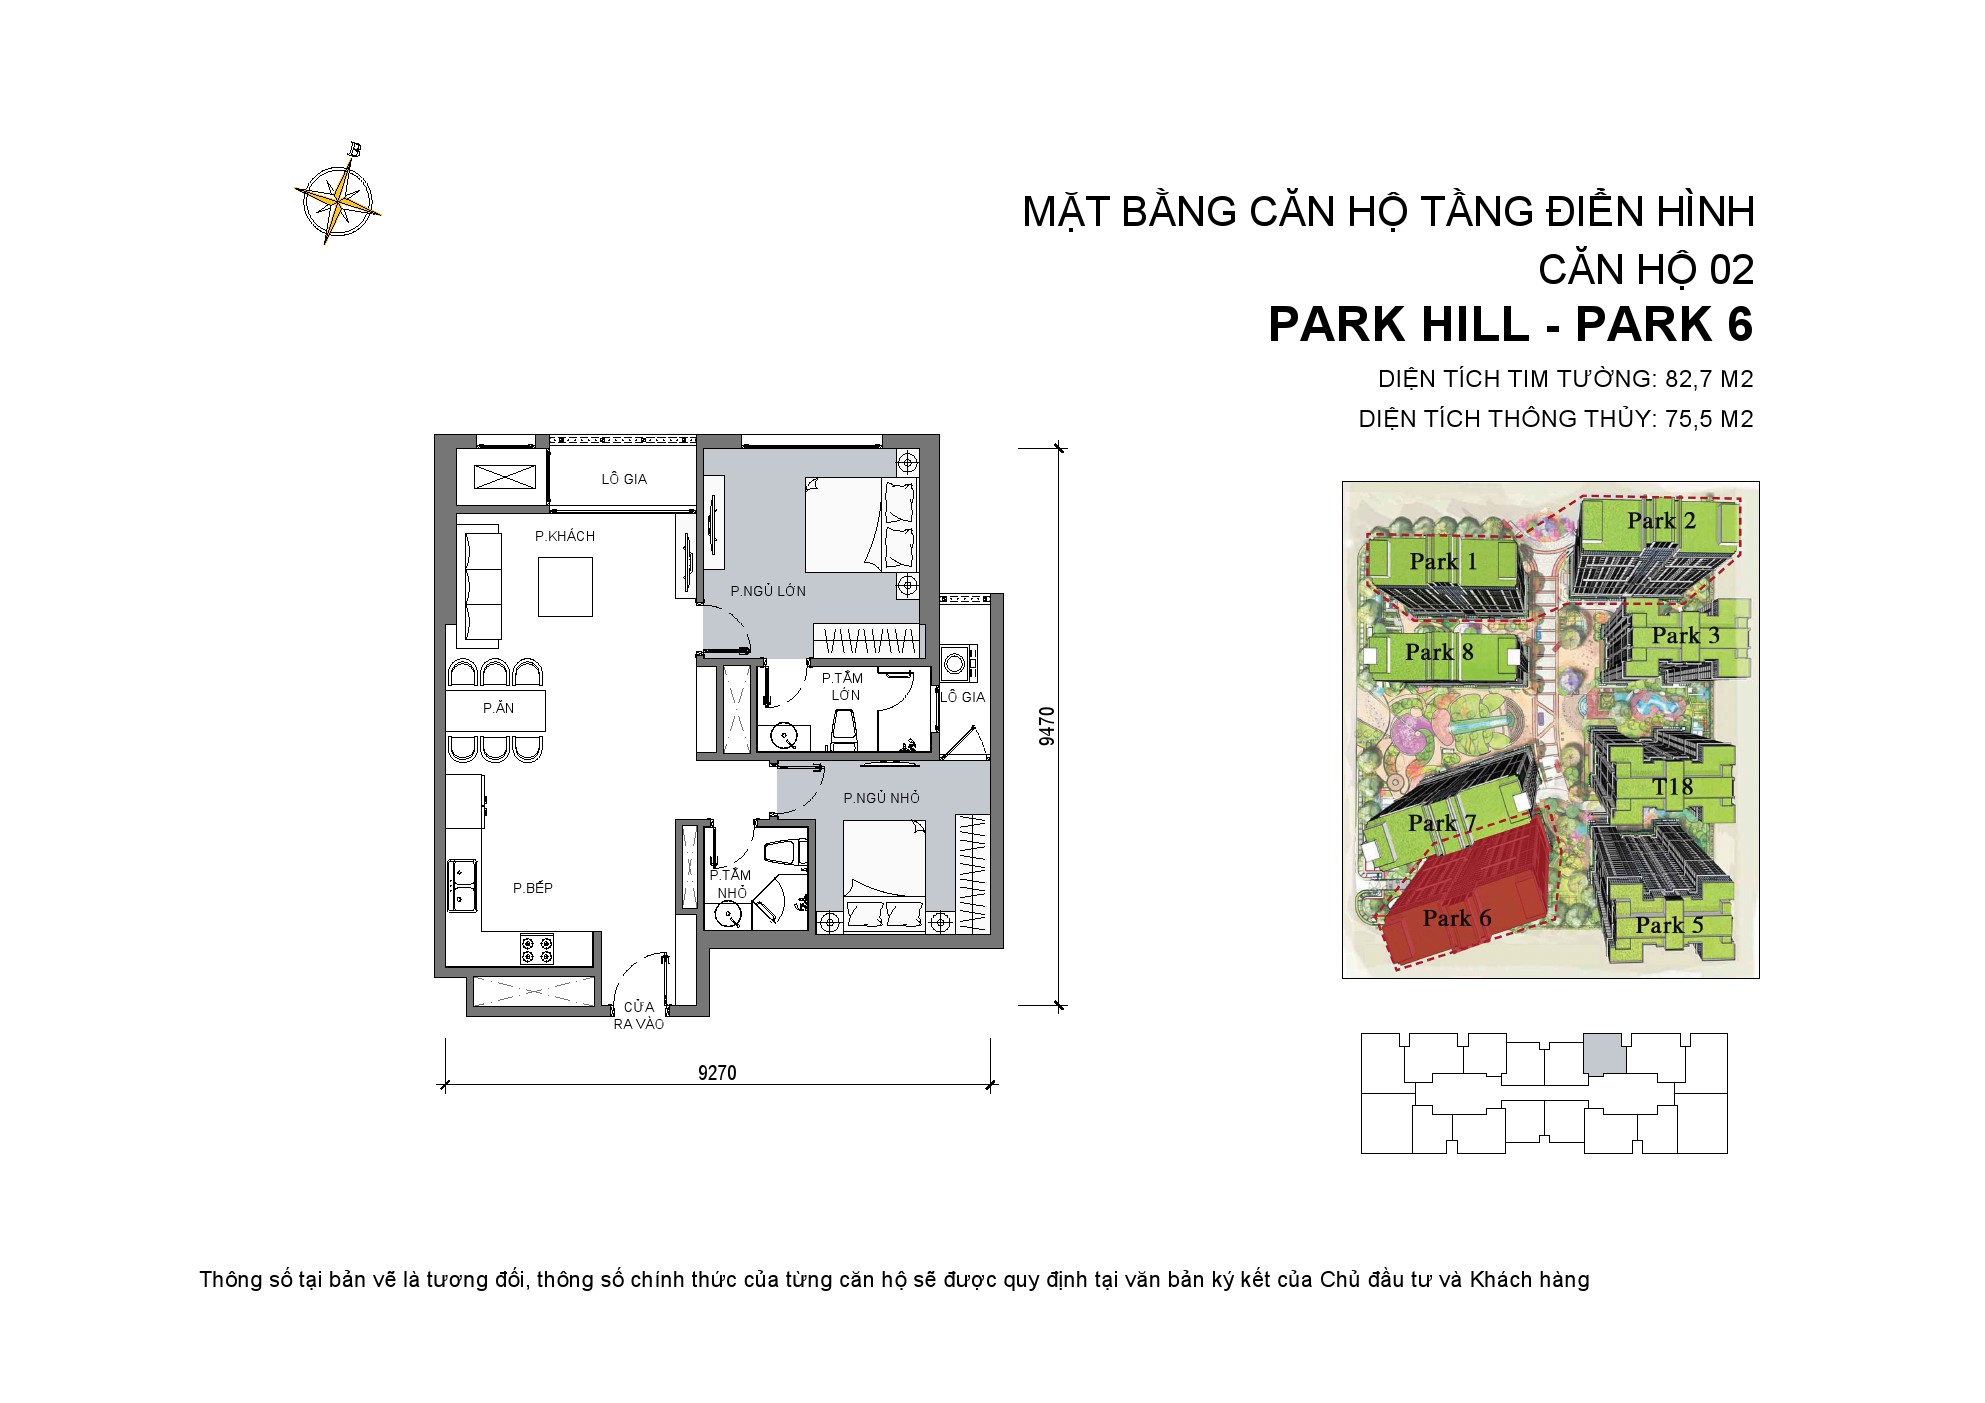 B
MẶT BẰNG CĂN HỘ TẦNG ĐIỂN HÌNH
CĂN HỘ 02
PARK HILL - PARK 6
DIỆN TÍCH TIM TƯỜNG: 82,7 M2
DIỆN TÍCH THÔNG THỦY: 75,5 M2
LÔ GIA
P.KHÁCH
P.NGỦ LỚN
P.TẮM
LỚN
LÔ GIA
P.ĂN
P.NGỦ NHỎ
P.TẮM
NHỎ
P.BẾP
CỬA
RA VÀO
9470
9270
Park 2
Park 1
Park 3
Park 8
T18
Park 7
Park 6
Park 5
Thông số tại bản vẽ là tương đối, thông số chính thức của từng căn hộ sẽ được quy định tại văn bản ký kết của Chủ đầu tư và Khách hàng